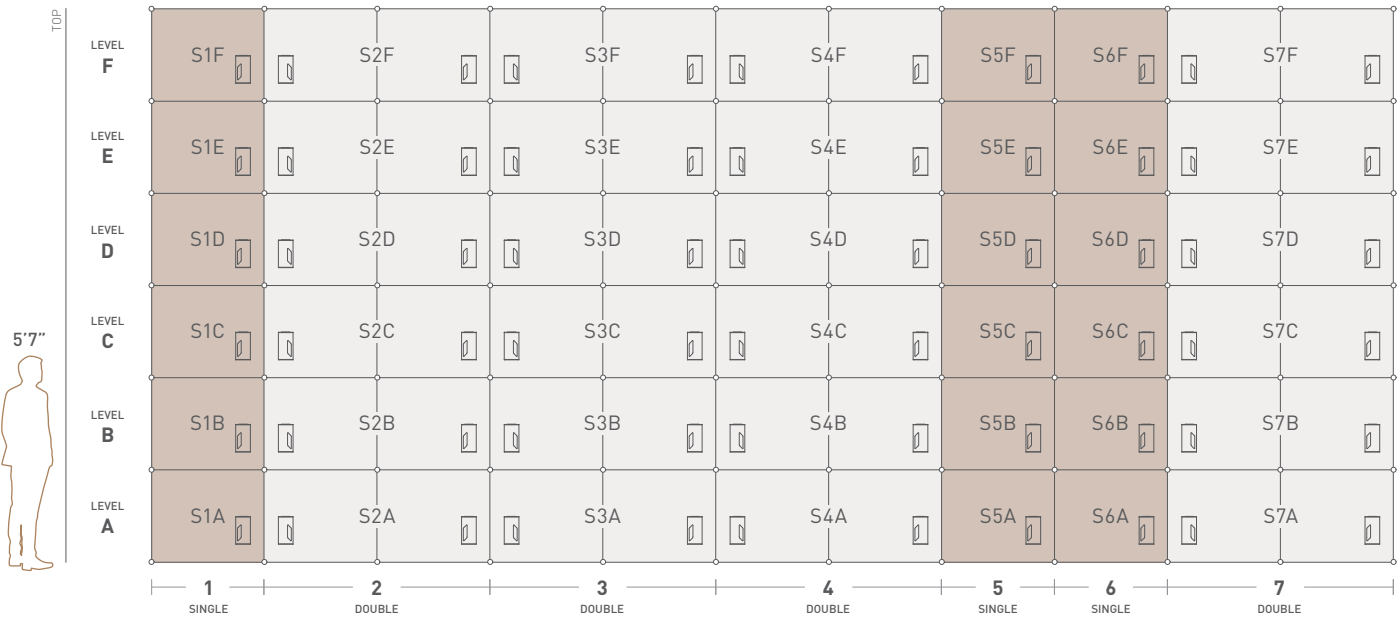 TOP
LEVEL
F
S1F S2F S3F S4F S5F S6F S7F
LEVEL
E
S1E S2E S3E S4E S5E S6E S7E
LEVEL
D
S1D S2D S3D S4D S5D S6D S7D
LEVEL
C
S1C S2C S3C S4C S5C S6C S7C
5'7”
LEVEL
B
S1B S2B S3B S4B S5B S6B S7B
LEVEL
A
S1A S2A S3A S4A S5A S6A S7A
1 2 3 4 5 6 7
SINGLE DOUBLE DOUBLE DOUBLE SINGLE SINGLE DOUBLE